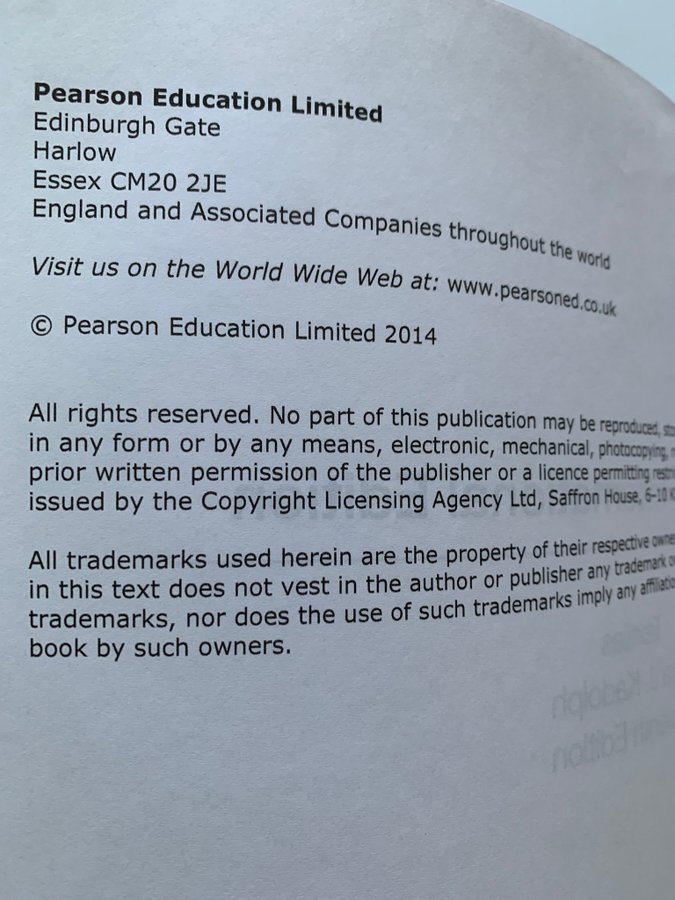 Pearson Education Limited
Edinburgh Gate
Harlow
Essex CM20 2JE
England and Associated Companies throughout the world
Visit us on the World Wide Web at: www.pearsoned.co.uk
© Pearson Education Limited 2014
All rights reserved. No part of this publication may be reproduced,
in any form or by any means, electronic, mechanical, photocopying,
prior written permission of the publisher or a licence permitting
issued by the Copyright Licensing Agency Ltd, Saffron House, 6–10
All trademarks used herein are the property of their respective
in this text does not vest in the author or publisher any trademark
trademarks, nor does the use of such trademarks imply any
book by such owners.